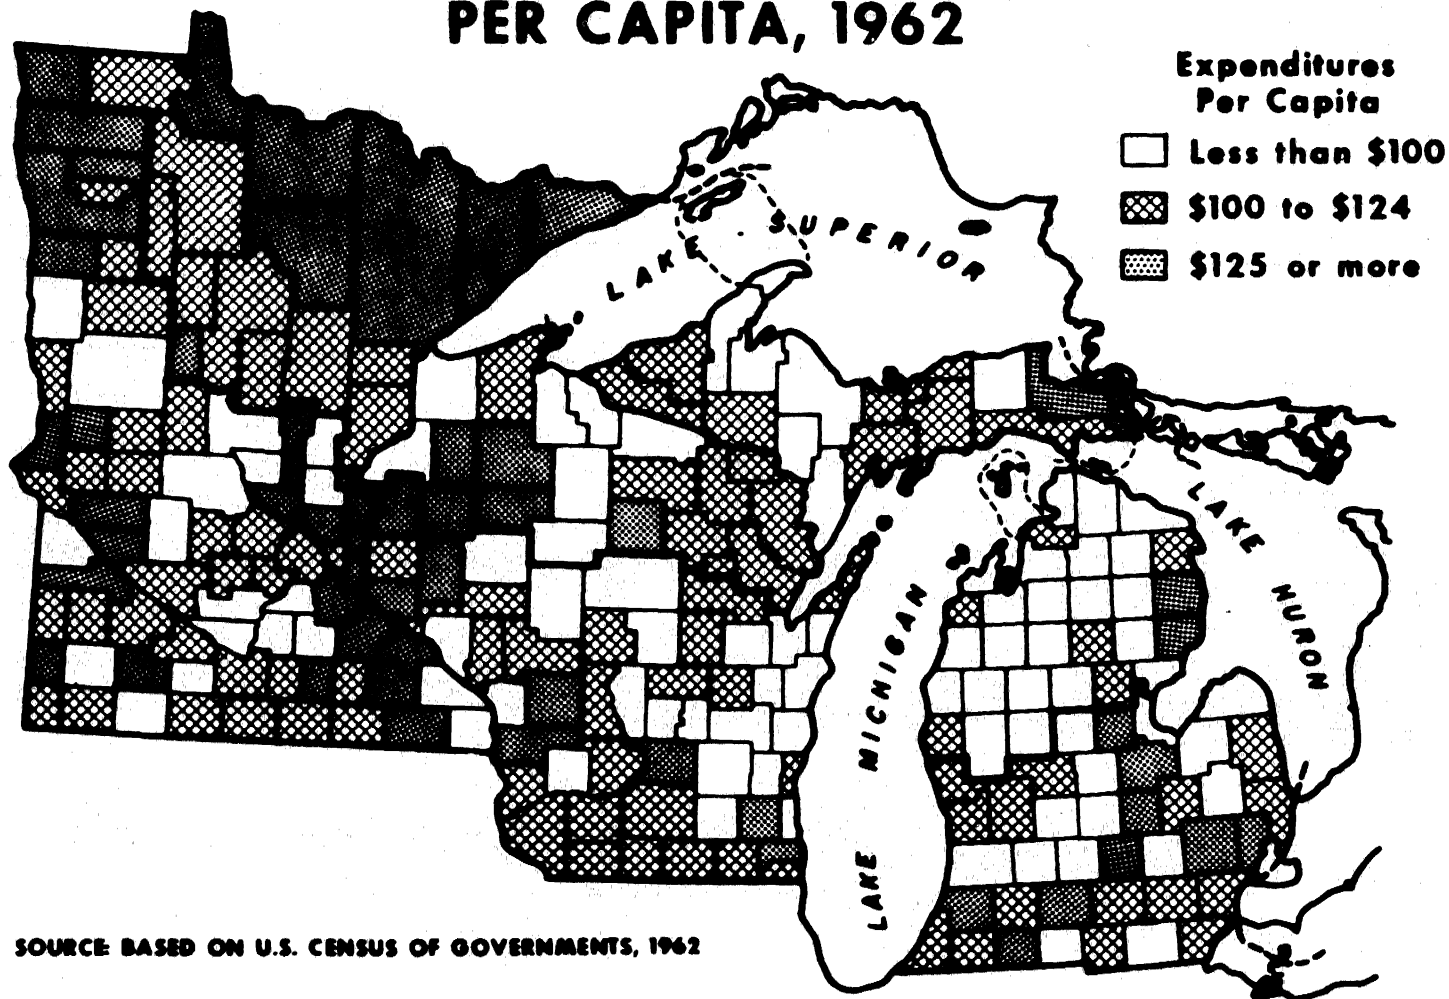 PER CAPITA, 1962
Expenditures
Per Capita
Less than $100
$100 to $124
$125 or more
LAKE SUPERIOR
LAKE HURON
LAKE MICHIGAN
SOURCE: BASED ON U.S. CENSUS OF GOVERNMENTS, 1962